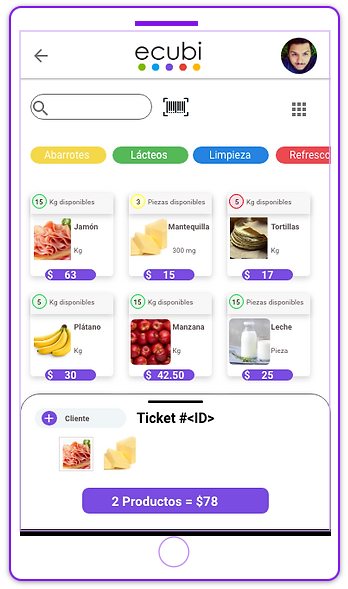 ecubi
Abarrotes Lácteos Limpieza Refresco
15 Kg disponibles 3 Piezas disponibles 5 Kg disponibles
Jamón Mantequilla Tortillas
Kg 300 mg Kg
$ 63 $ 15 $ 17
5 Kg disponibles 15 Kg disponibles 15 Piezas disponibles
Plátano Manzana Leche
Kg Kg Pieza
$ 30 $ 42.50 $ 25
Cliente Ticket #<ID>
2 Productos = $78